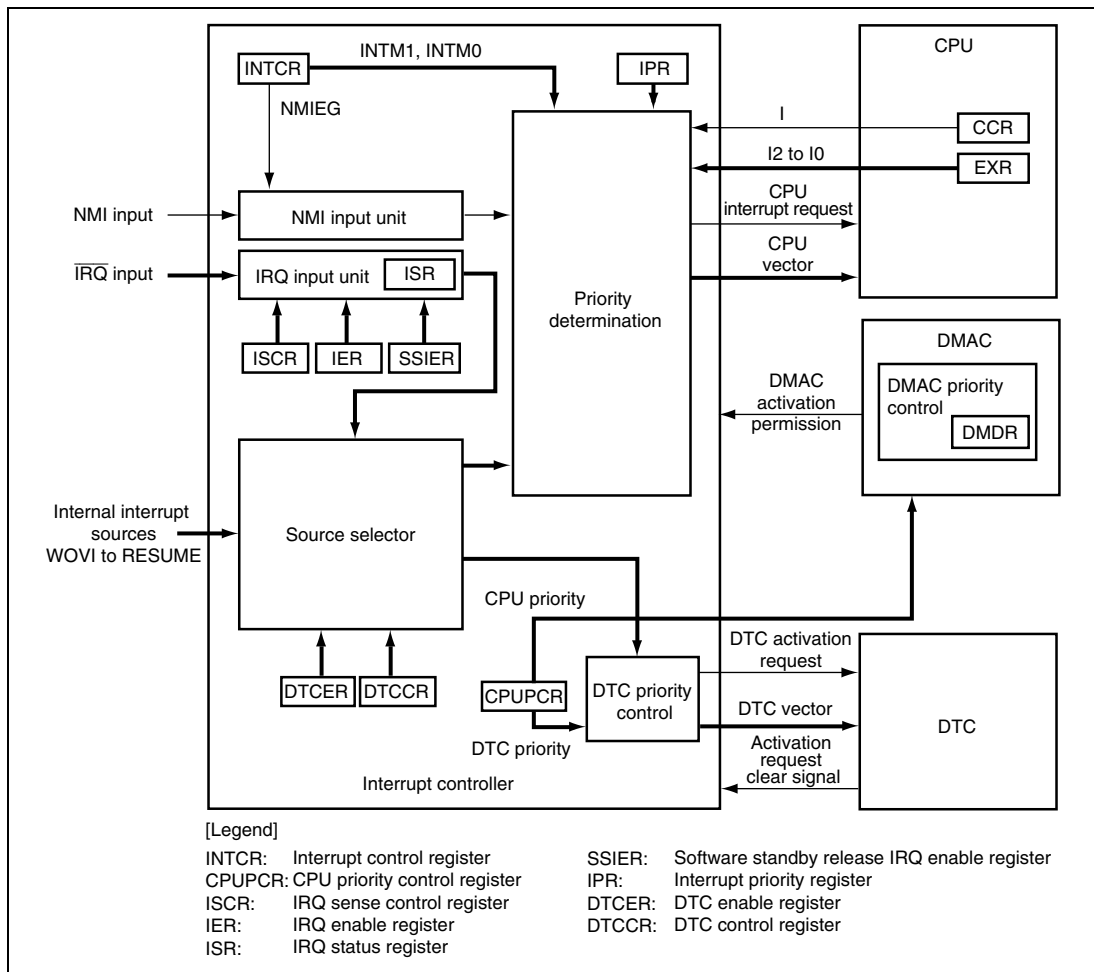 INTM1, INTM0
CPU
INTCR
IPR
NMIEG
I
CCR
I2 to I0
EXR
CPU
interrupt request
NMI input
NMI input unit
CPU
vector
IRQ input
IRQ input unit
ISR
Priority
determination
ISCR
IER
SSIER
DMAC
DMAC priority
control
DMDR
DMAC
activation
permission
Internal interrupt
sources
WOVI to RESUME
Source selector
CPU priority
DTC activation
request
DTCER
DTCCR
CPUPCR
DTC priority
control
DTC vector
DTC
DTC priority
Activation
request
clear signal
Interrupt controller
[Legend]
INTCR: Interrupt control register
CPUPCR: CPU priority control register
ISCR: IRQ sense control register
IER: IRQ enable register
ISR: IRQ status register
SSIER: Software standby release IRQ enable register
IPR: Interrupt priority register
DTCER: DTC enable register
DTCCR: DTC control register